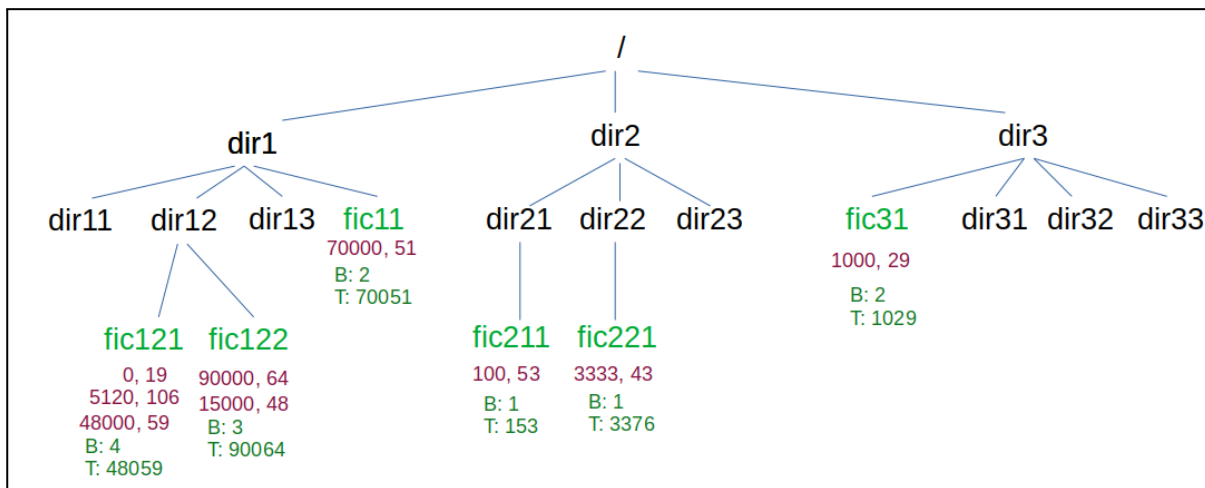 /
dir1 dir2 dir3
dir11 dir12 dir13 fic11 dir21 dir22 dir23 fic31 dir31 dir32 dir33
70000, 51
B: 2
T: 70051
1000, 29
B: 2
T: 1029
fic121 fic122 fic211 fic221
0, 19
5120, 106
48000, 59
B: 4
T: 48059
90000, 64
15000, 48
B: 3
T: 90064
100, 53
B: 1
T: 153
3333, 43
B: 1
T: 3376